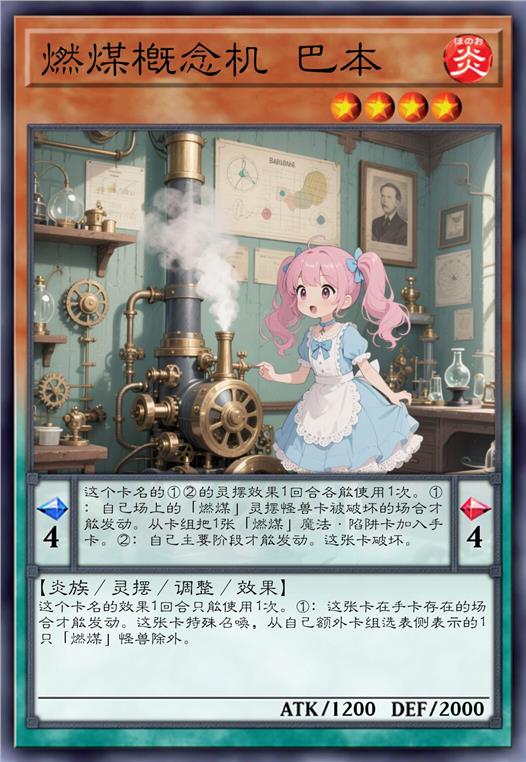 燃煤概念机 巴本
ほのお
炎
BARBANI
这个卡名的①②的灵摆效果1回合各能使用1次。①
：自己场上的「燃煤」灵摆怪兽卡被破坏的场合才
能发动。从卡组把1张「燃煤」魔法·陷阱卡加入手
卡。②：自己主要阶段才能发动。这张卡破坏。
4
4
【炎族／灵摆／调整／效果】
这个卡名的效果1回合只能使用1次。①：这张卡在手卡存在的场
合才能发动。这张卡特殊召唤，从自己额外卡组选表侧表示的1
只「燃煤」怪兽除外。
ATK/1200 DEF/2000